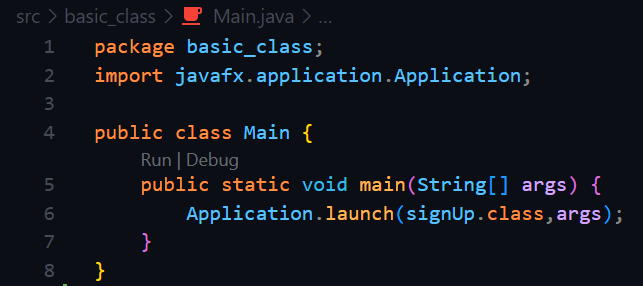 src > basic_class > Main.java > ...
1 package basic_class;
2 import javafx.application.Application;
3
4 public class Main {
Run | Debug
5 public static void main(String[] args) {
6 Application.launch(signUp.class,args);
7 }
8 }